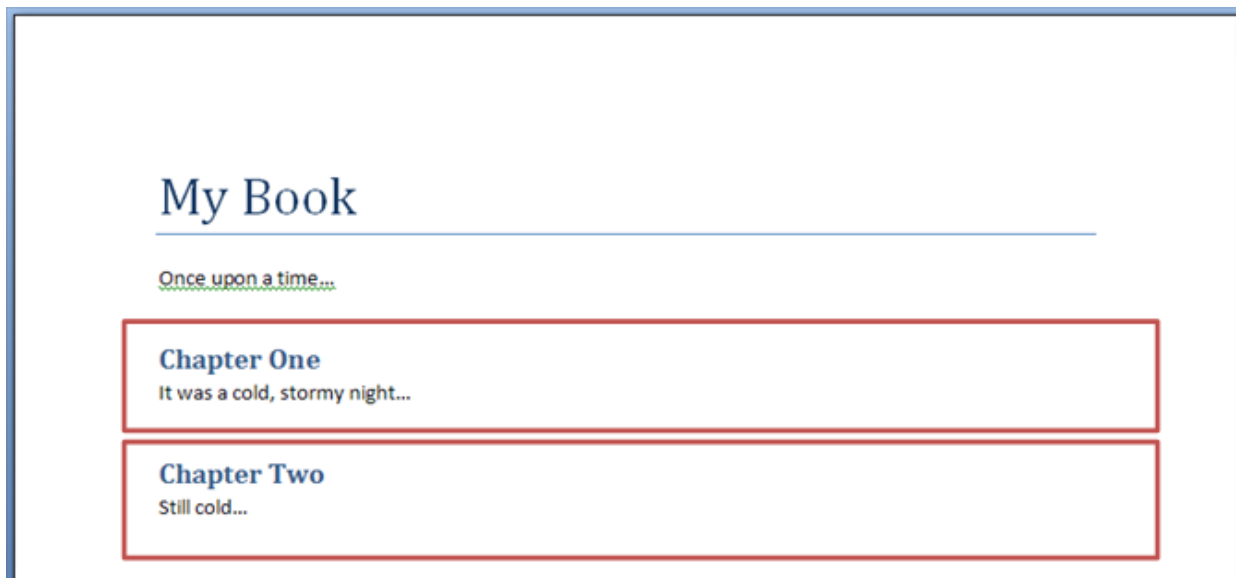 My Book
Once upon a time...
Chapter One
It was a cold, stormy night...
Chapter Two
Still cold...